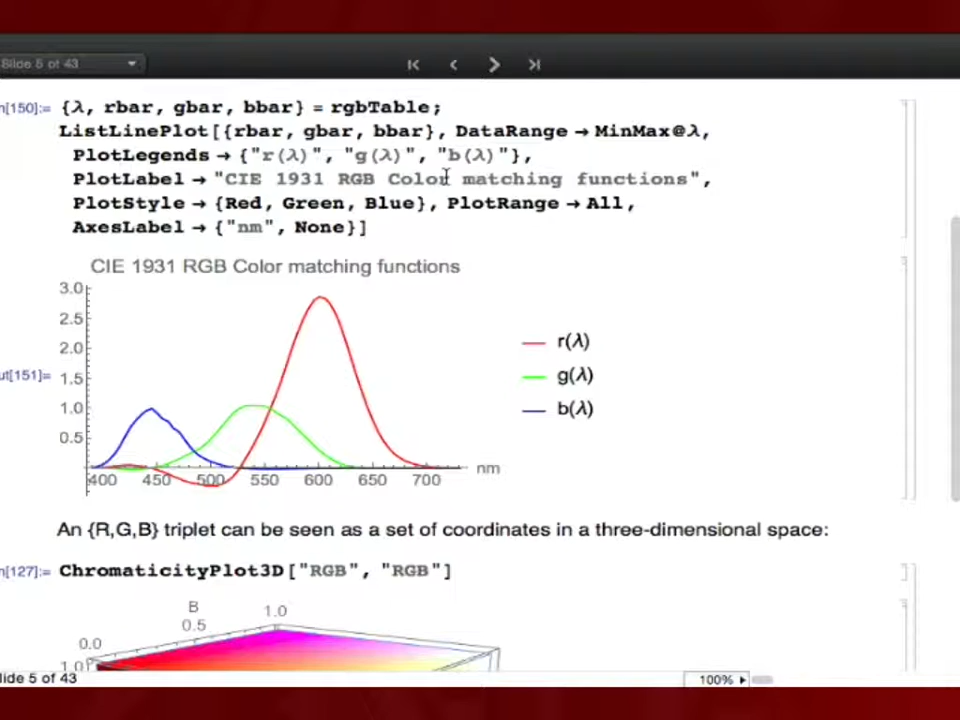 Slide 5 of 43
n[150]:= {λ, rbar, gbar, bbar} = rgbTable;
ListLinePlot[{rbar, gbar, bbar}, DataRange → MinMax@λ,
PlotLegends → {"r(λ)", "g(λ)", "b(λ)"},
PlotLabel → "CIE 1931 RGB Color matching functions",
PlotStyle → {Red, Green, Blue}, PlotRange → All,
AxesLabel → {"nm", None}]
CIE 1931 RGB Color matching functions
3.0
2.5
2.0
ut[151]= 1.5
1.0
0.5
400 450 500 550 600 650 700 nm
r(λ)
g(λ)
b(λ)
An {R,G,B} triplet can be seen as a set of coordinates in a three-dimensional space:
n[127]:= ChromaticityPlot3D["RGB", "RGB"]
B
0.0 0.5 1.0
1.0
lide 5 of 43
100%